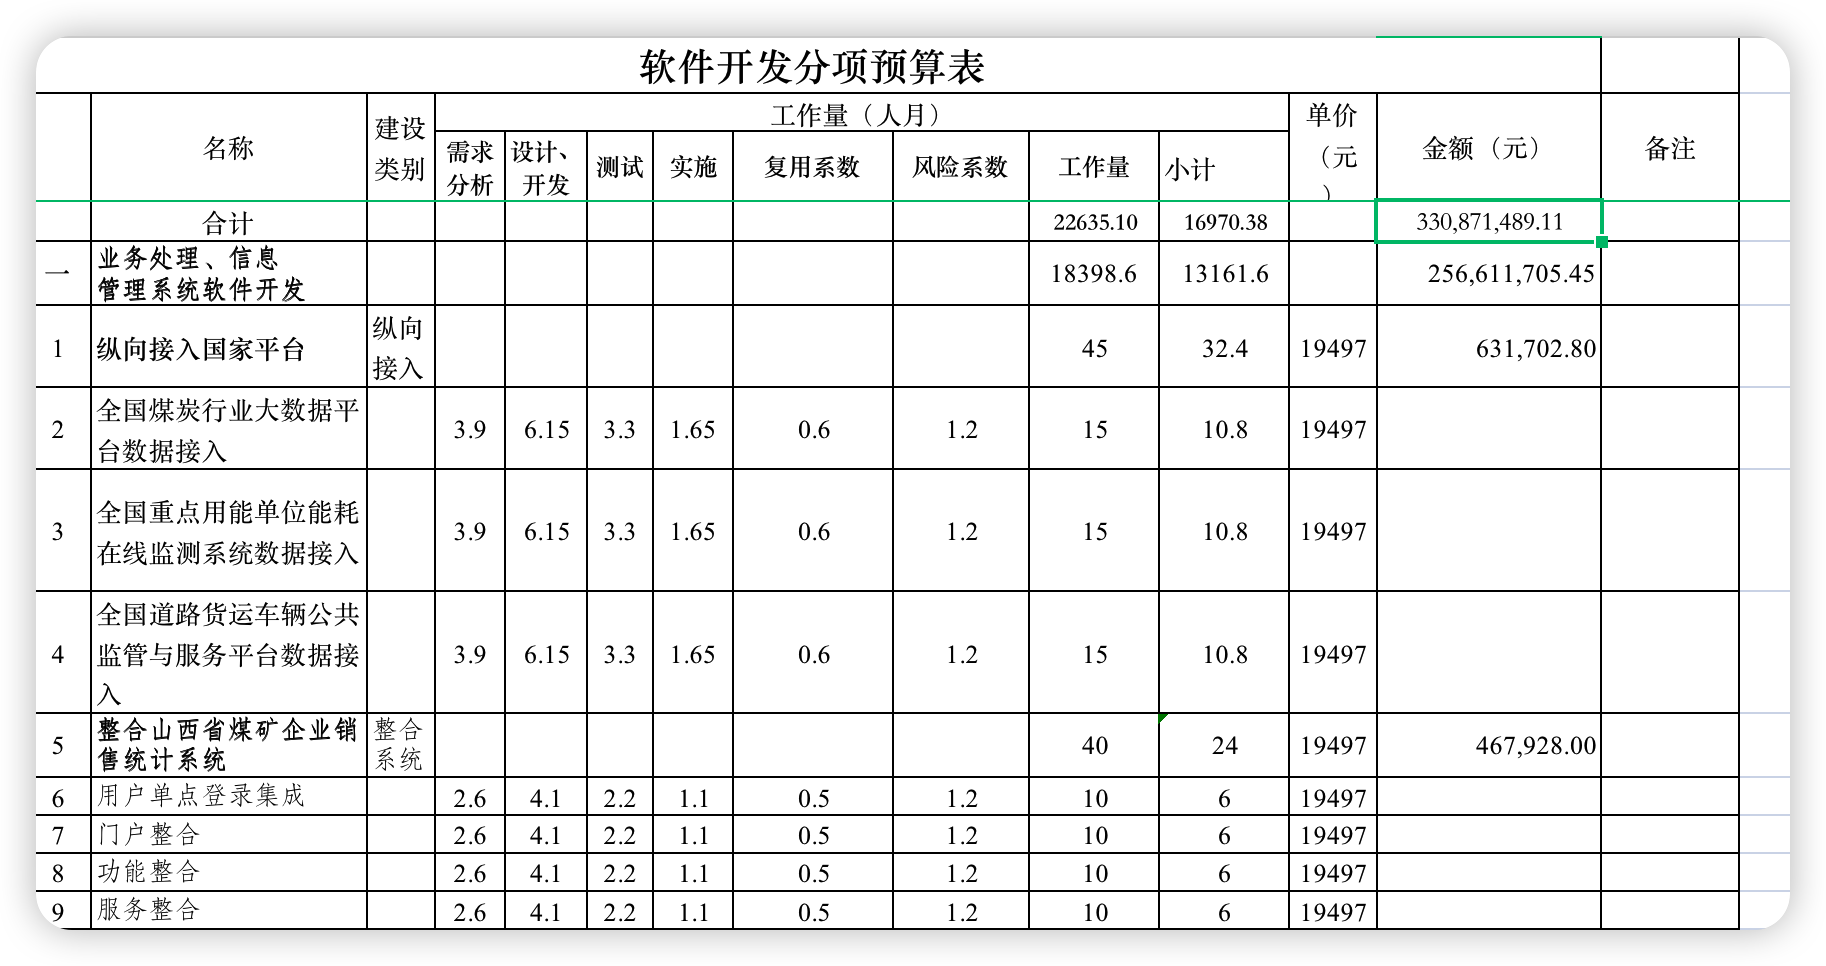 软件开发分项预算表
名称 建设类别 工作量（人月） 单价（元） 金额（元） 备注
需求分析 设计、开发 测试 实施 复用系数 风险系数 工作量 小计
合计 22635.10 16970.38 330,871,489.11
一 业务处理、信息管理系统软件开发 18398.6 13161.6 256,611,705.45
1 纵向接入国家平台 纵向接入 45 32.4 19497 631,702.80
2 全国煤炭行业大数据平台数据接入 3.9 6.15 3.3 1.65 0.6 1.2 15 10.8 19497
3 全国重点用能单位能耗在线监测系统数据接入 3.9 6.15 3.3 1.65 0.6 1.2 15 10.8 19497
4 全国道路货运车辆公共监管与服务平台数据接入 3.9 6.15 3.3 1.65 0.6 1.2 15 10.8 19497
5 整合山西省煤矿企业销售统计系统 整合系统 40 24 19497 467,928.00
6 用户单点登录集成 2.6 4.1 2.2 1.1 0.5 1.2 10 6 19497
7 门户整合 2.6 4.1 2.2 1.1 0.5 1.2 10 6 19497
8 功能整合 2.6 4.1 2.2 1.1 0.5 1.2 10 6 19497
9 服务整合 2.6 4.1 2.2 1.1 0.5 1.2 10 6 19497